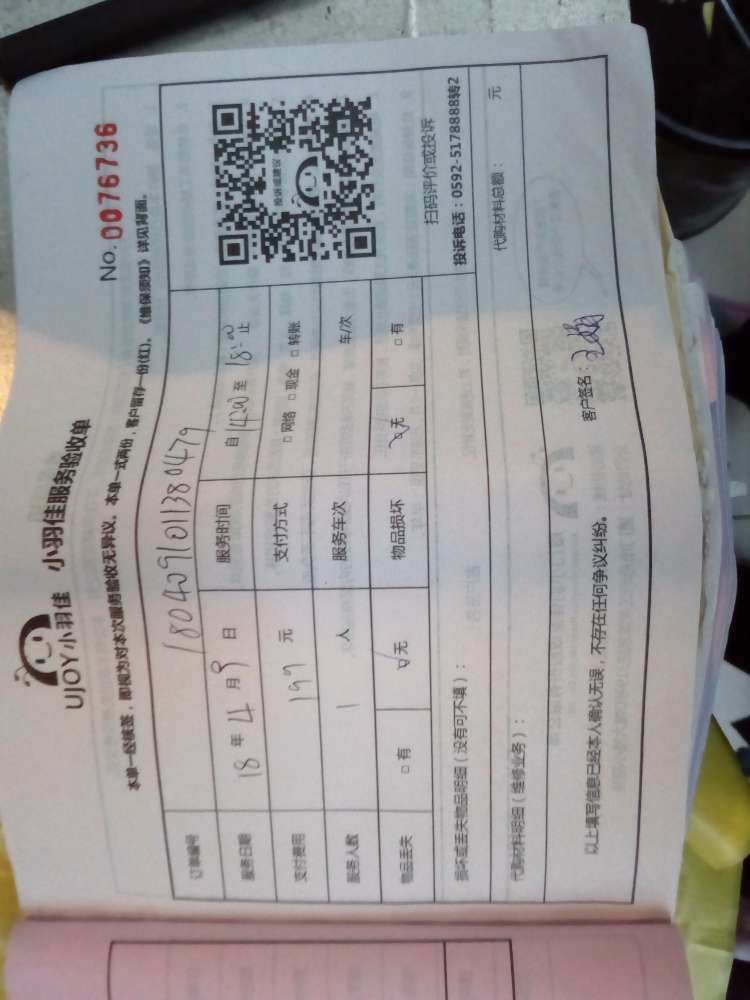 UJOY小羽佳 小羽佳服务验收单
No. 0076736
本单一经核签，即视为对本次服务验收无异议。本单一式两份，客户留存一份(红)。《维保须知》详见背面。
订单编号 1804091011380479
服务日期 18 年 4 月 9 日 服务时间 自 14:00 至 18:00 止
支付费用 197 元 支付方式 □ 网络 □ 现金 □ 转账
服务人数 1 人 服务车次 车/次
物品丢失 □ 有 ☑ 无 物品损坏 ☑ 无 □ 有
投诉或建议
扫码评价或投诉
投诉电话：0592-5178888转2
损坏或丢失物品明细（没有可不填）：
代购材料明细（维修业务）： 代购材料总额： 元
以上填写信息已经本人确认无误，不存在任何争议纠纷。 客户签名：